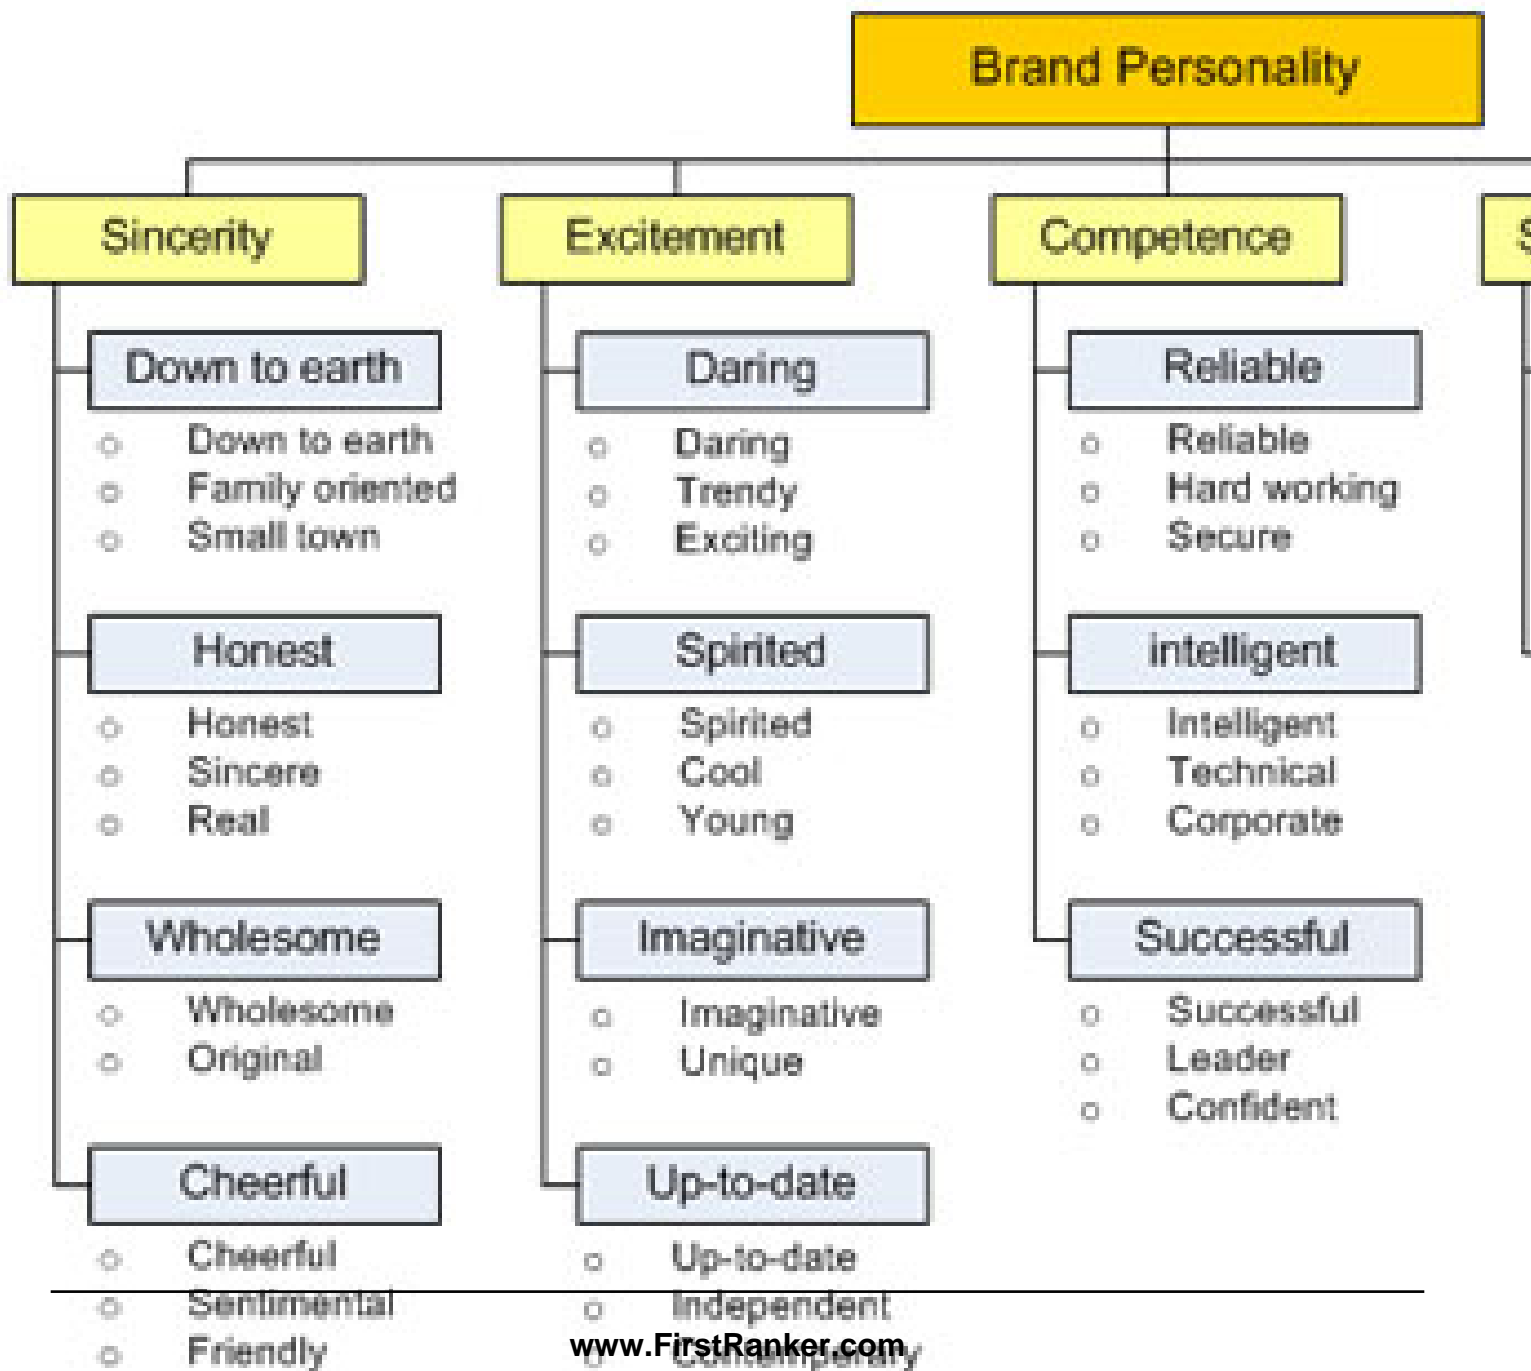 Brand Personality
Sincerity
Down to earth
Down to earth
Family oriented
Small town
Honest
Honest
Sincere
Real
Wholesome
Wholesome
Original
Cheerful
Cheerful
Sentimental
Friendly
Excitement
Daring
Daring
Trendy
Exciting
Spirited
Spirited
Cool
Young
Imaginative
Imaginative
Unique
Up-to-date
Up-to-date
Independent
Contemporary
Competence
Reliable
Reliable
Hard working
Secure
intelligent
Intelligent
Technical
Corporate
Successful
Successful
Leader
Confident
S
www.FirstRanker.com